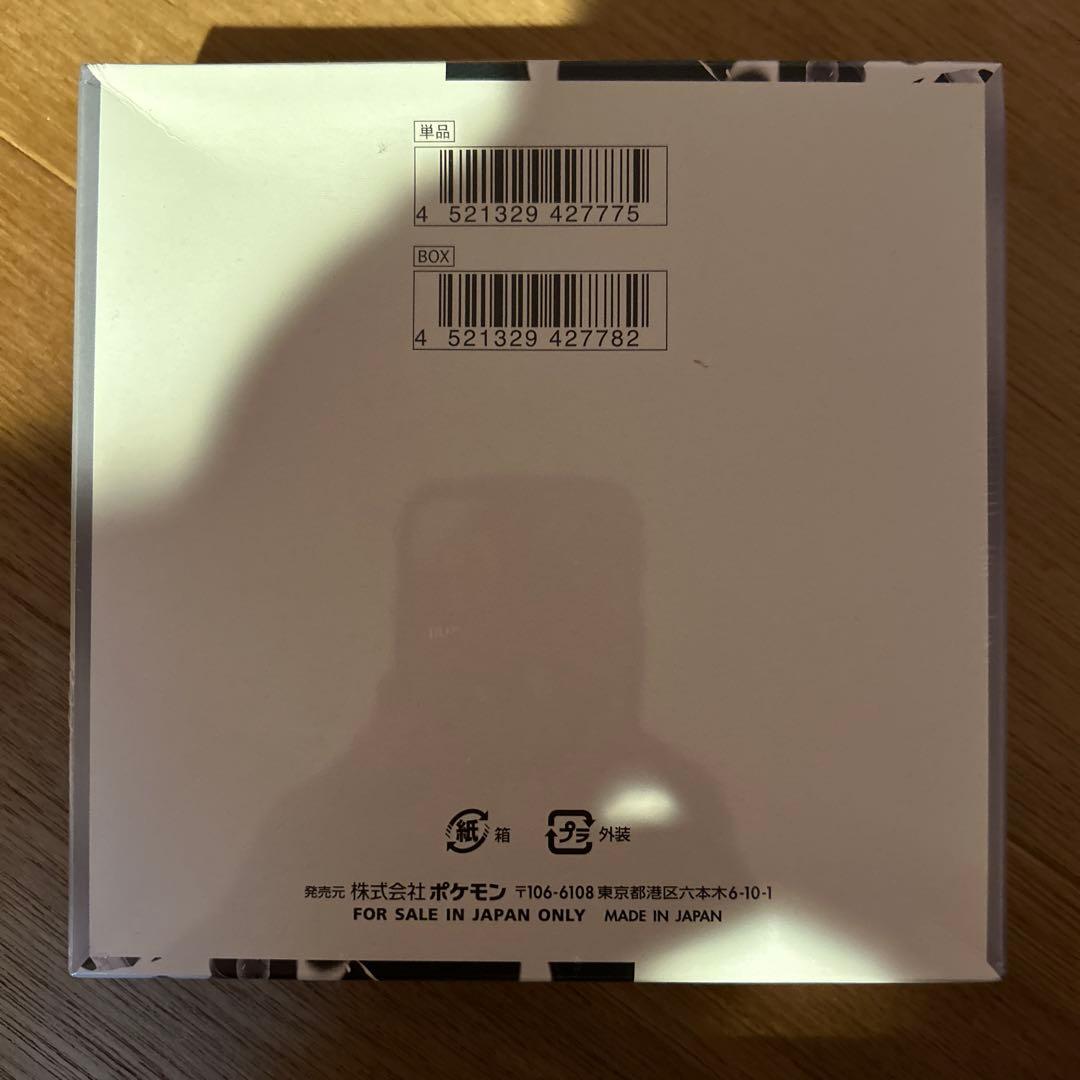 単品
4 521329 427775
BOX
4 521329 427782
紙 箱 プラ 外装
発売元 株式会社 ポケモン 〒106-6108 東京都港区六本木6-10-1
FOR SALE IN JAPAN ONLY MADE IN JAPAN